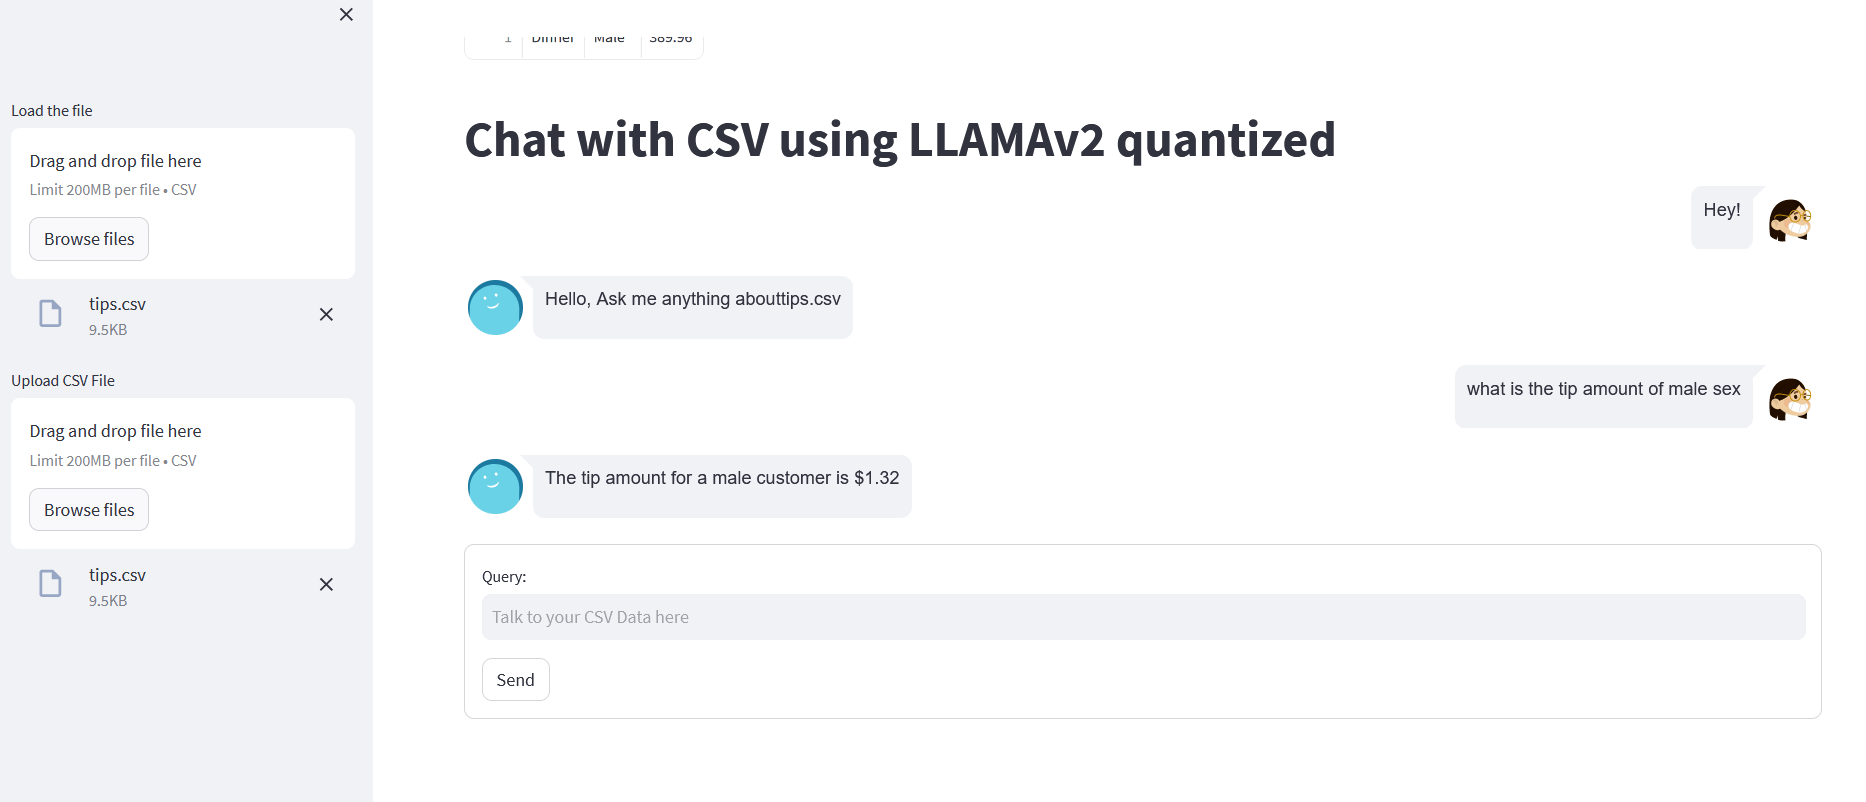 Load the file
Drag and drop file here
Limit 200MB per file • CSV
Browse files
tips.csv
9.5KB
Upload CSV File
Drag and drop file here
Limit 200MB per file • CSV
Browse files
tips.csv
9.5KB
1 Dinner Male 389.96
Chat with CSV using LLAMAv2 quantized
Hey!
Hello, Ask me anything abouttips.csv
what is the tip amount of male sex
The tip amount for a male customer is $1.32
Query:
Talk to your CSV Data here
Send